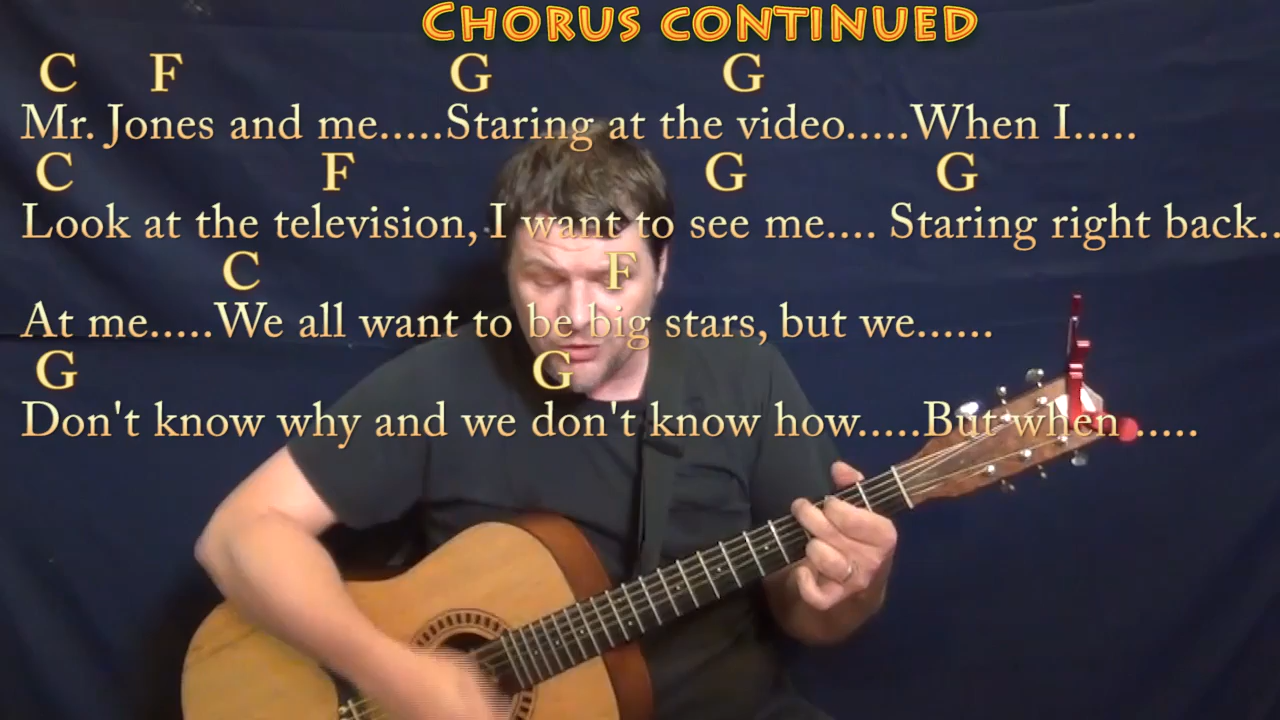 CHORUS CONTINUED
C F G G
Mr. Jones and me.....Staring at the video.....When I.....
C F G G
Look at the television, I want to see me.... Staring right back..
C F
At me.....We all want to be big stars, but we......
G G
Don't know why and we don't know how.....But when .....